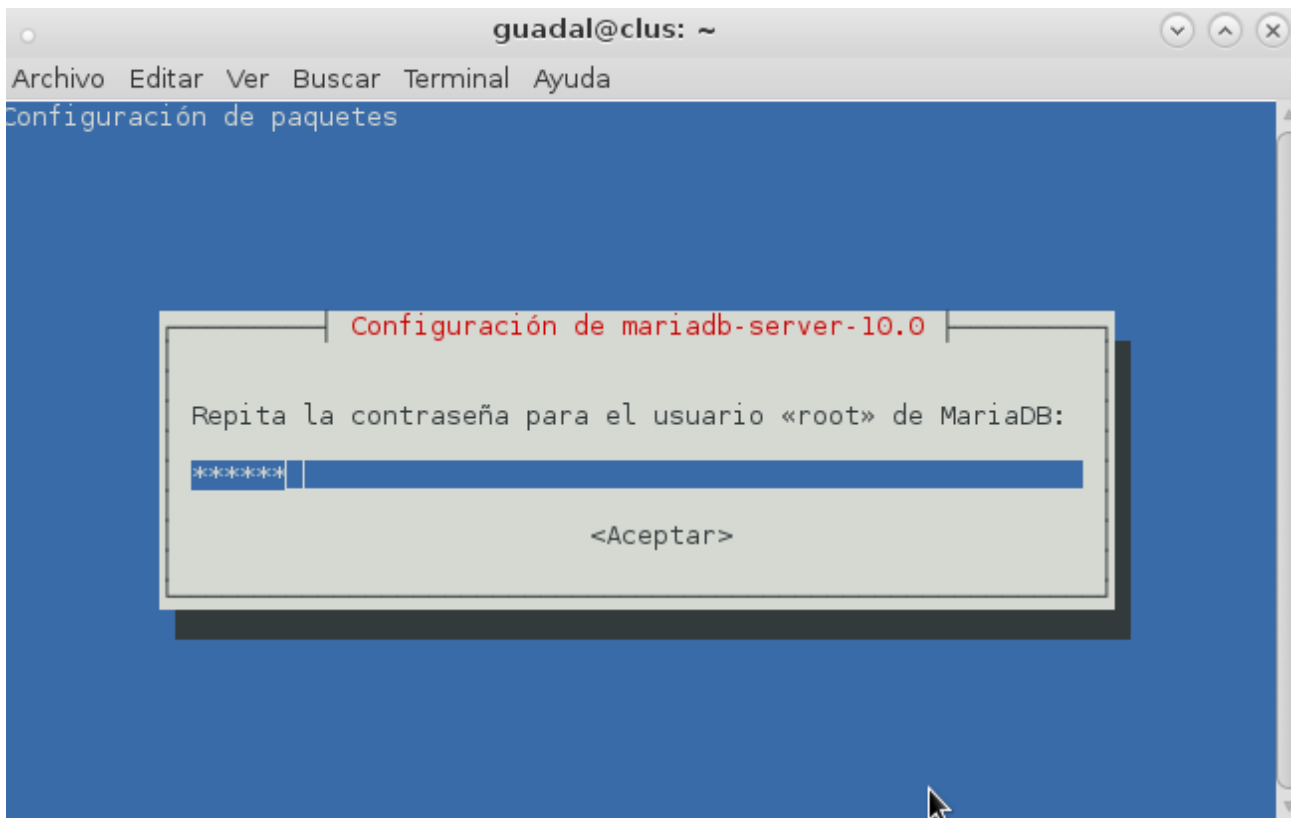 guadal@clus: ~
Archivo Editar Ver Buscar Terminal Ayuda
Configuración de paquetes
Configuración de mariadb-server-10.0
Repita la contraseña para el usuario «root» de MariaDB:
******
<Aceptar>